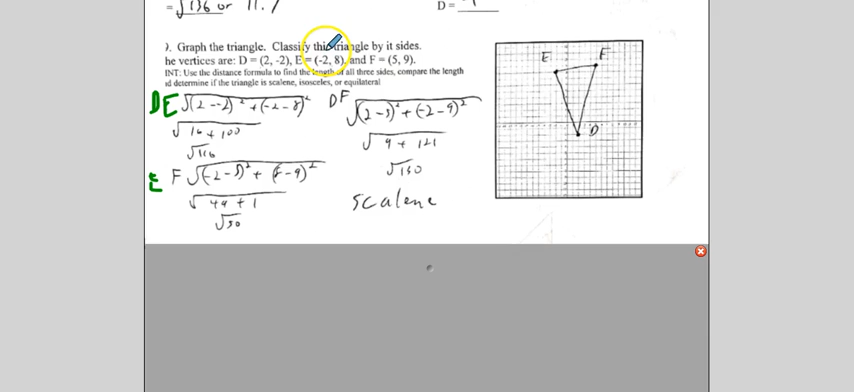 = √136 or 11.7
D =
). Graph the triangle. Classify this triangle by it sides.
he vertices are: D = (2, -2), E = (-2, 8), and F = (5, 9).
INT: Use the distance formula to find the length of all three sides, compare the length
nd determine if the triangle is scalene, isosceles, or equilateral
DE √(2--2)² + (-2-8)²
√16 + 100
√116
DF √(2-5)² + (-2-9)²
√9 + 121
√130
EF √(-2-5)² + (8-9)²
√49 + 1
√50
scalene
E
F
D